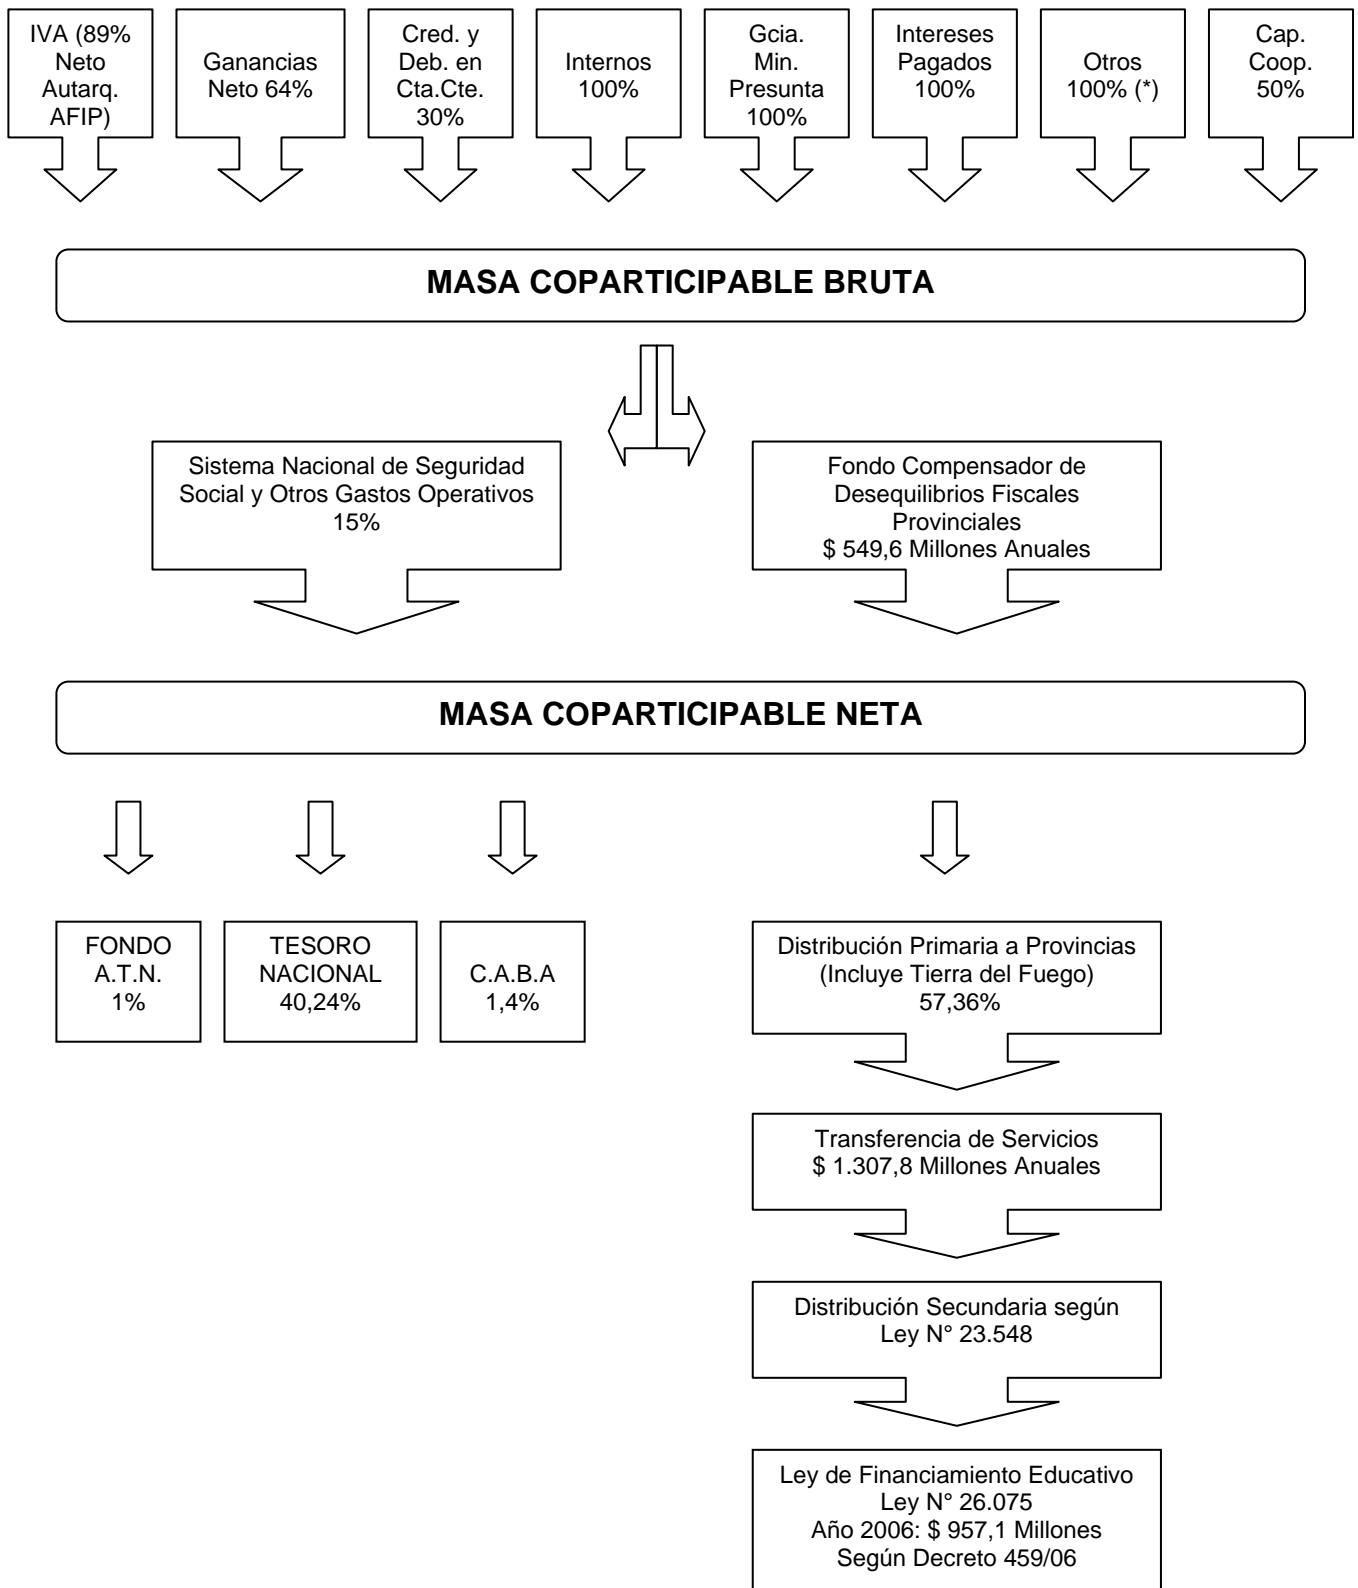 IVA (89%
Neto
Autarq.
AFIP)
Ganancias
Neto 64%
Cred. y
Deb. en
Cta.Cte.
30%
Internos
100%
Gcia.
Min.
Presunta
100%
Intereses
Pagados
100%
Otros
100% (*)
Cap.
Coop.
50%
MASA COPARTICIPABLE BRUTA
Sistema Nacional de Seguridad
Social y Otros Gastos Operativos
15%
Fondo Compensador de
Desequilibrios Fiscales
Provinciales
$ 549,6 Millones Anuales
MASA COPARTICIPABLE NETA
FONDO
A.T.N.
1%
TESORO
NACIONAL
40,24%
C.A.B.A
1,4%
Distribución Primaria a Provincias
(Incluye Tierra del Fuego)
57,36%
Transferencia de Servicios
$ 1.307,8 Millones Anuales
Distribución Secundaria según
Ley N° 23.548
Ley de Financiamiento Educativo
Ley N° 26.075
Año 2006: $ 957,1 Millones
Según Decreto 459/06